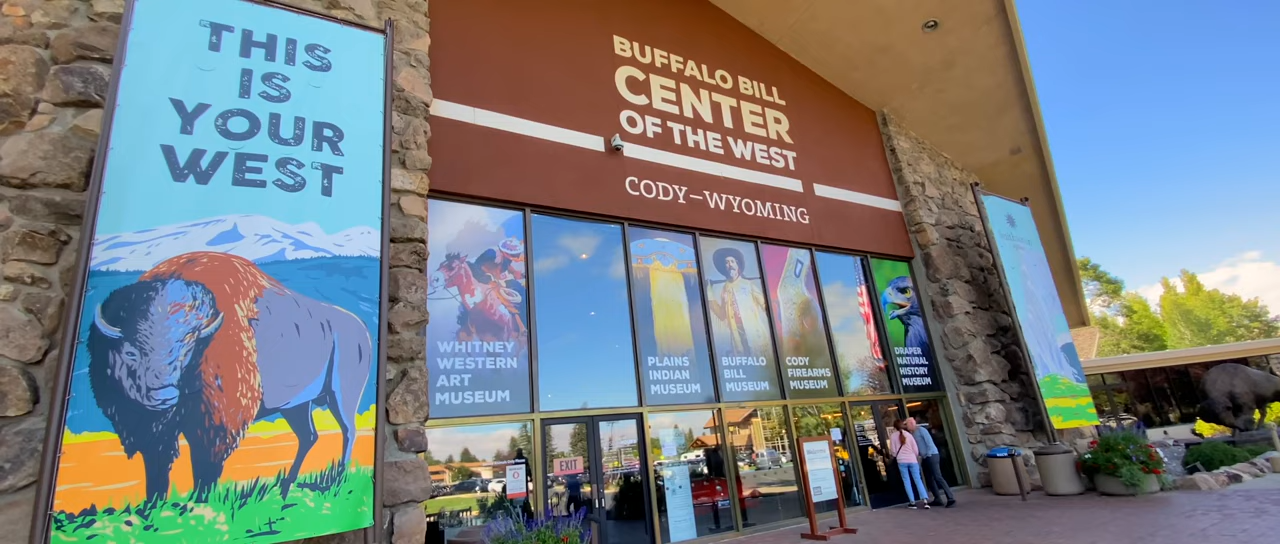 THIS
IS
YOUR
WEST
BUFFALO BILL
CENTER
OF THE WEST
CODY–WYOMING
WHITNEY
WESTERN
ART
MUSEUM
PLAINS
INDIAN
MUSEUM
BUFFALO
BILL
MUSEUM
CODY
FIREARMS
MUSEUM
DRAPER
NATURAL
HISTORY
MUSEUM
EXIT